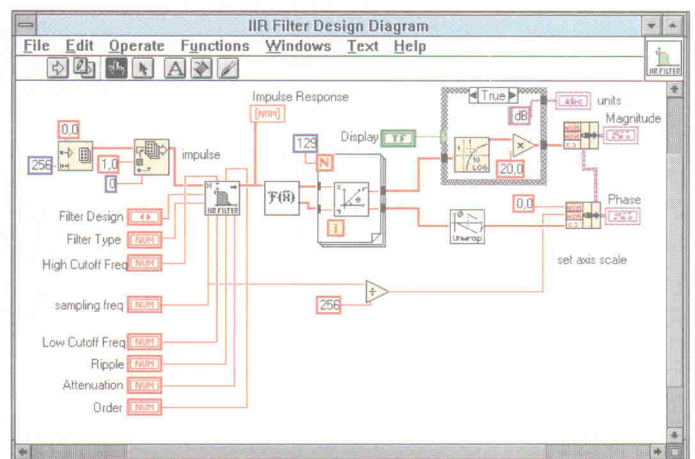 IIR Filter Design Diagram
File Edit Operate Functions Windows Text Help
A
IIR FILTER
Impulse Response
[NUM]
True
dB
abc
units
Magnitude
0,0
256
1,0
0
impulse
129
N
Display
TF
10
LOG
×
20,0
IIR FILTER
F(x)
i
Unwrap
0,0
Phase
set axis scale
Filter Design
Filter Type
NUM
High Cutoff Freq
NUM
sampling freq
NUM
256
÷
Low Cutoff Freq
NUM
Ripple
NUM
Attenuation
NUM
Order
NUM